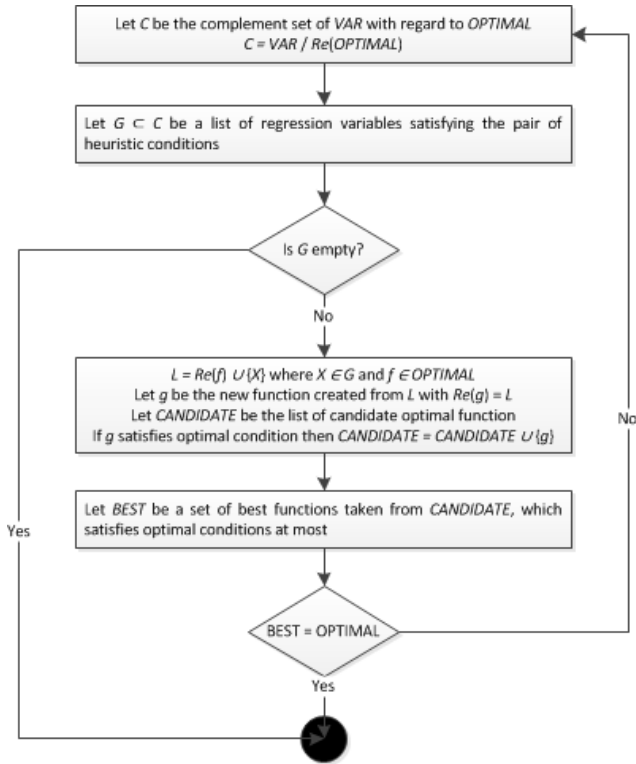 Let C be the complement set of VAR with regard to OPTIMAL
C = VAR / Re(OPTIMAL)
Let G ⊂ C be a list of regression variables satisfying the pair of
heuristic conditions
Is G empty?
No
L = Re(f) ∪ {X} where X ∈ G and f ∈ OPTIMAL
Let g be the new function created from L with Re(g) = L
Let CANDIDATE be the list of candidate optimal function
If g satisfies optimal condition then CANDIDATE = CANDIDATE ∪ {g}
No
Let BEST be a set of best functions taken from CANDIDATE, which
satisfies optimal conditions at most
Yes
BEST = OPTIMAL
Yes